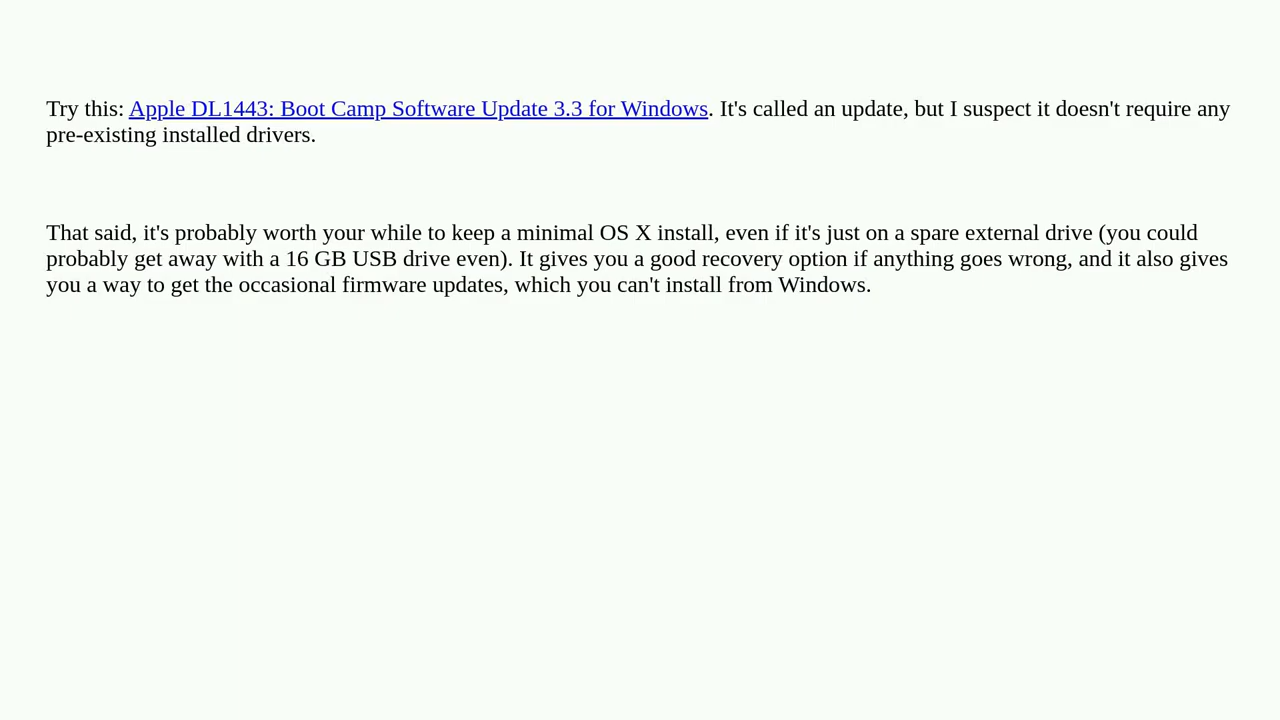 Try this: Apple DL1443: Boot Camp Software Update 3.3 for Windows. It's called an update, but I suspect it doesn't require any
pre-existing installed drivers.
That said, it's probably worth your while to keep a minimal OS X install, even if it's just on a spare external drive (you could
probably get away with a 16 GB USB drive even). It gives you a good recovery option if anything goes wrong, and it also gives
you a way to get the occasional firmware updates, which you can't install from Windows.